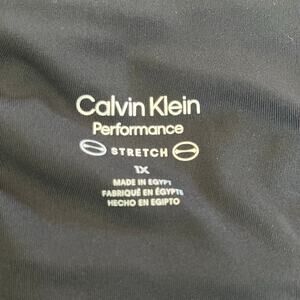 Calvin Klein
Performance
STRETCH
1X
MADE IN EGYPT
FABRIQUÉ EN ÉGYPTE
HECHO EN EGIPTO